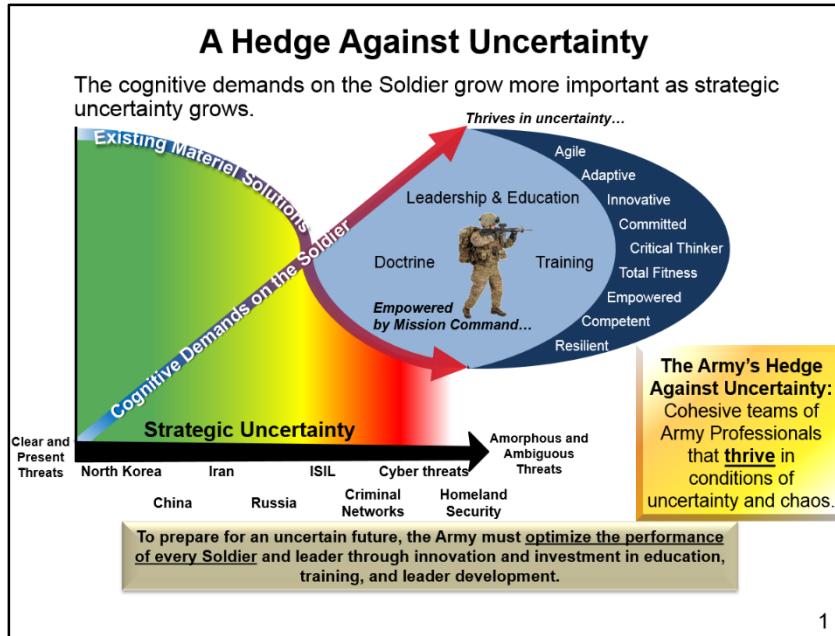 A Hedge Against Uncertainty
The cognitive demands on the Soldier grow more important as strategic
uncertainty grows.
Thrives in uncertainty…
Existing Materiel Solutions
Cognitive Demands on the Soldier
Leadership & Education
Doctrine
Training
Empowered
by Mission Command…
Agile
Adaptive
Innovative
Committed
Critical Thinker
Total Fitness
Empowered
Competent
Resilient
The Army’s Hedge
Against Uncertainty:
Cohesive teams of
Army Professionals
that thrive in
conditions of
uncertainty and chaos.
Strategic Uncertainty
Clear and
Present
Threats
Amorphous and
Ambiguous
Threats
North Korea
Iran
ISIL
Cyber threats
China
Russia
Criminal
Networks
Homeland
Security
To prepare for an uncertain future, the Army must optimize the performance
of every Soldier and leader through innovation and investment in education,
training, and leader development.
1